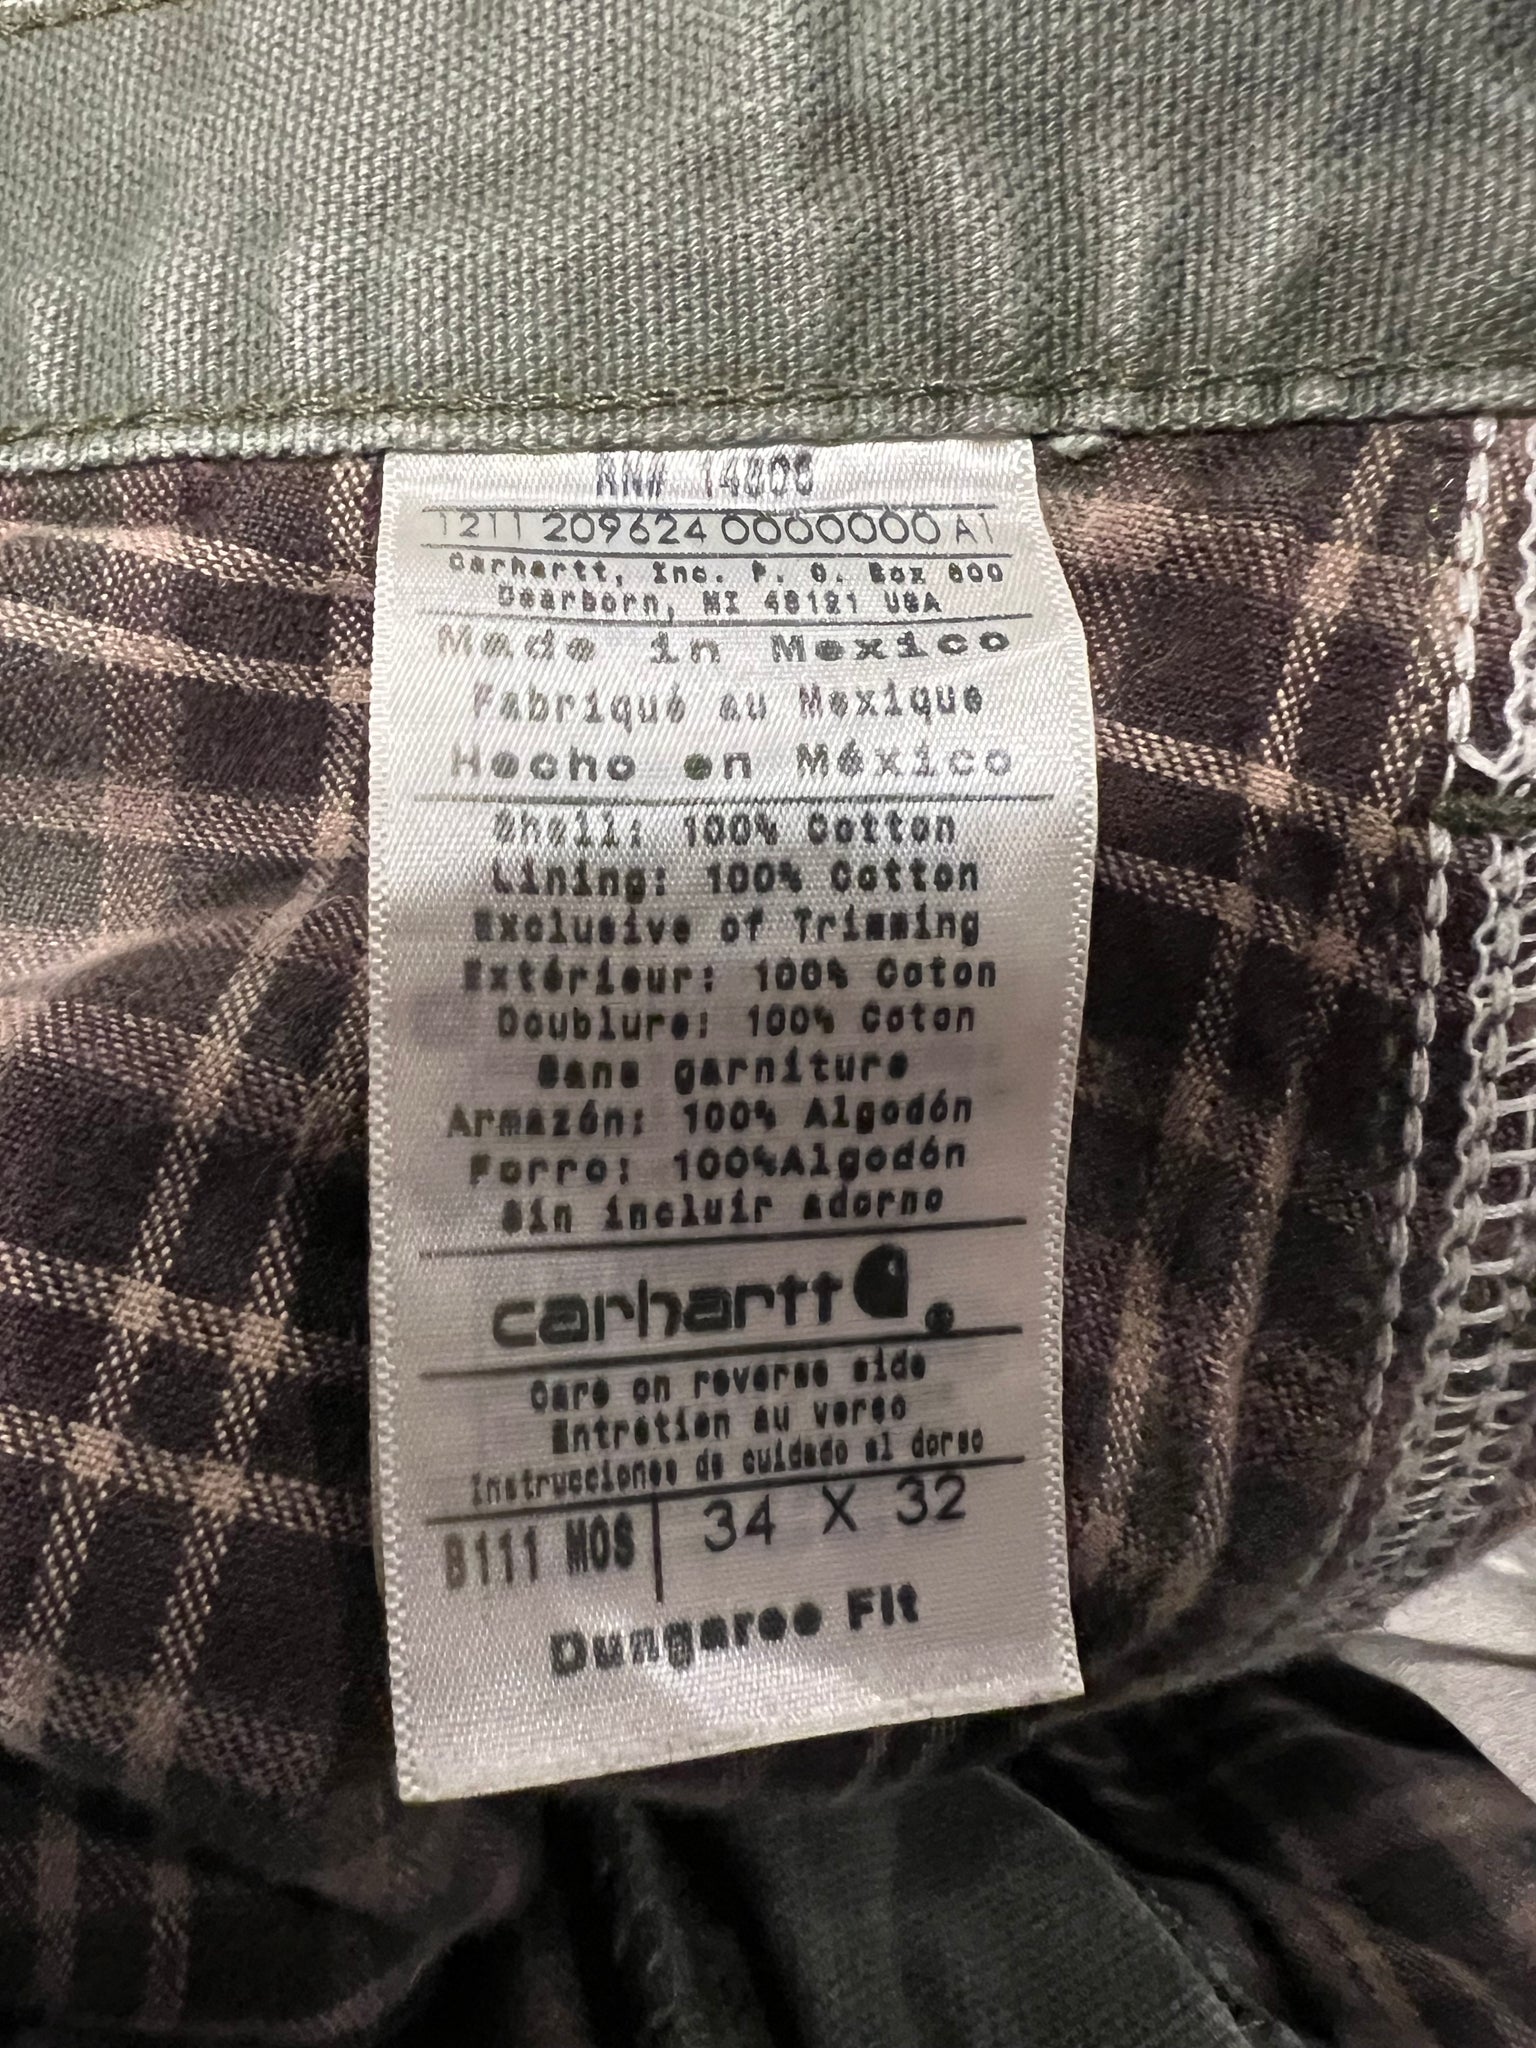 RN# 14806
1211 209624 0000000 A1
Carhartt, Inc. P. O. Box 600
Dearborn, MI 48121 USA
Made in Mexico
Fabriqué au Mexique
Hecho en México
Shell: 100% Cotton
Lining: 100% Cotton
Exclusive of Trimming
Extérieur: 100% Coton
Doublure: 100% Coton
Sans garniture
Armazón: 100% Algodón
Forro: 100%Algodón
Sin incluir adorno
carhartt ®
Care on reverse side
Entretien au verso
Instrucciones de cuidado al dorso
B111 MOS 34 X 32
Dungaree Fit